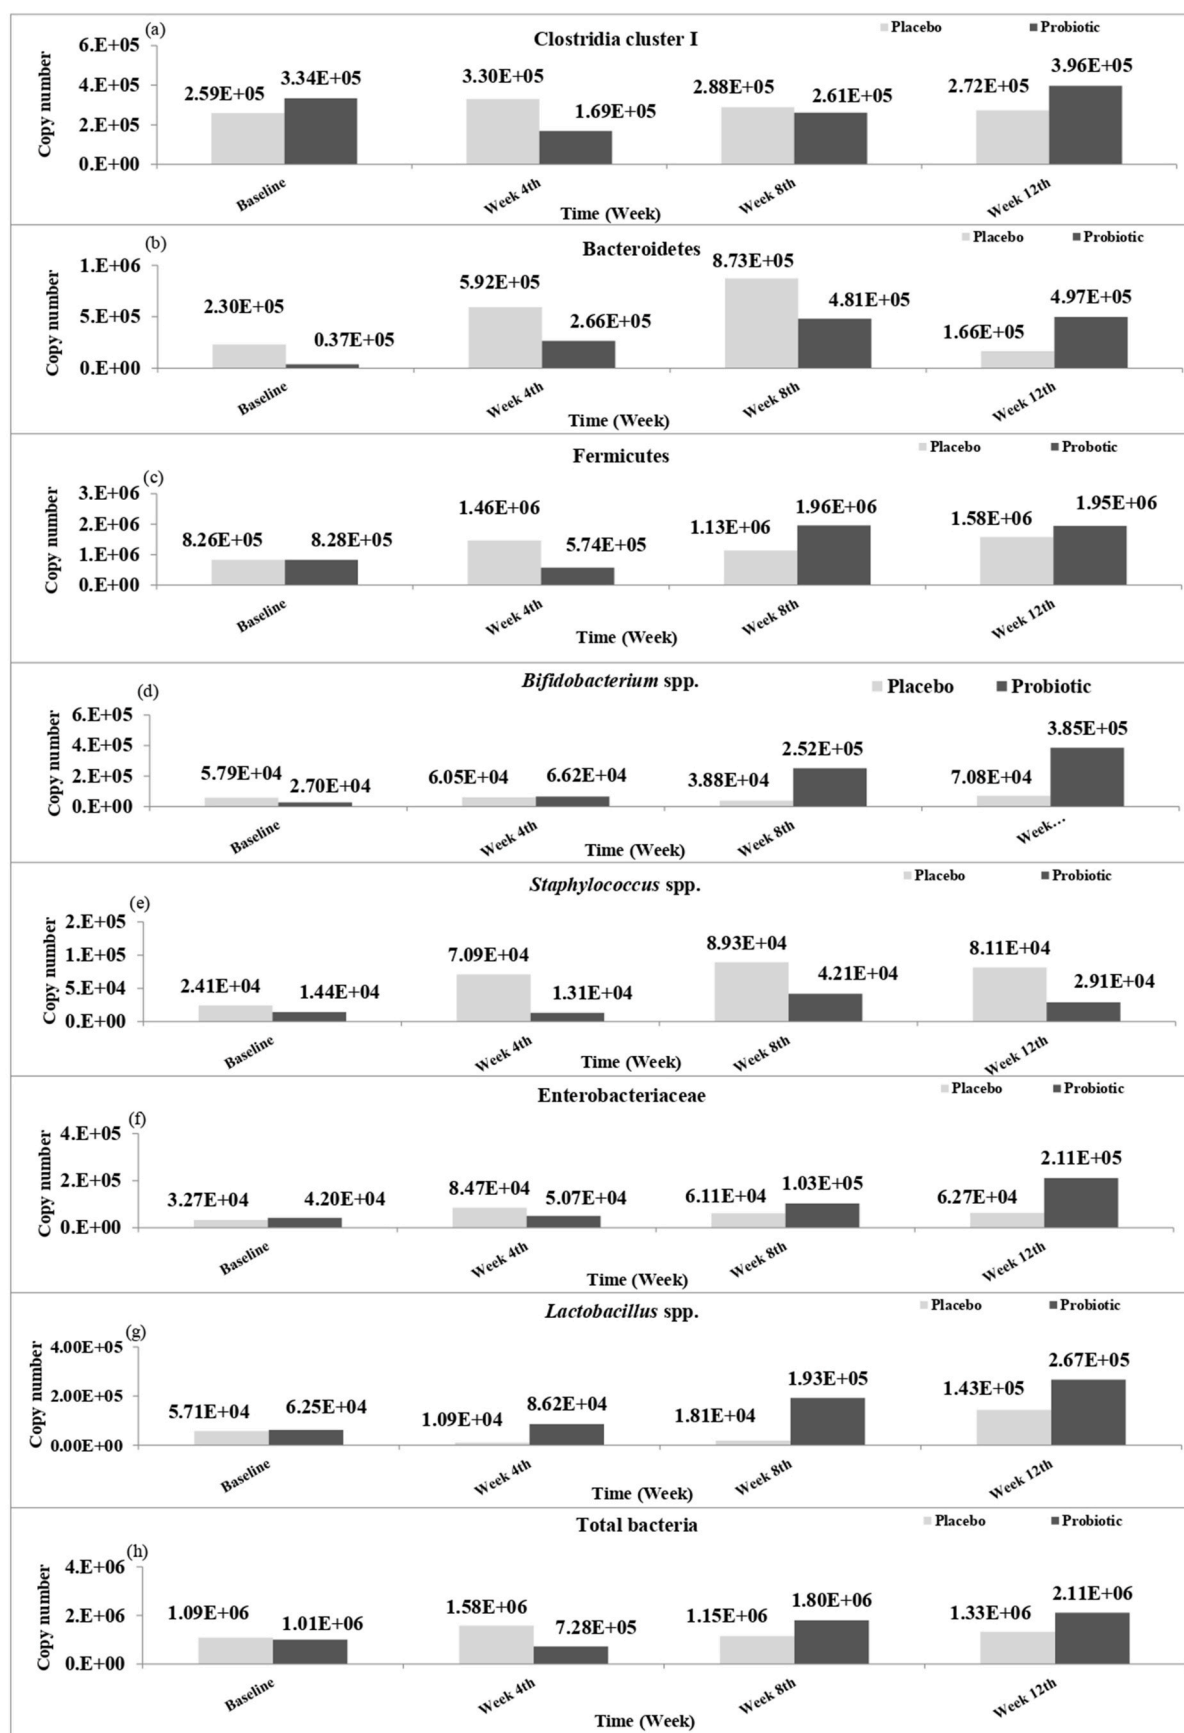 (a)
Clostridia cluster I
Placebo Probiotic
Copy number
6.E+05
4.E+05
2.E+05
0.E+00
2.59E+05 3.34E+05 3.30E+05 1.69E+05 2.88E+05 2.61E+05 2.72E+05 3.96E+05
Baseline Week 4th Week 8th Week 12th
Time (Week)
(b)
Bacteroidetes
Placebo Probiotic
Copy number
1.E+06
5.E+05
0.E+00
2.30E+05 0.37E+05 5.92E+05 2.66E+05 8.73E+05 4.81E+05 1.66E+05 4.97E+05
Baseline Week 4th Week 8th Week 12th
Time (Week)
Fermicutes
Placebo Probotic
(c)
Copy number
3.E+06
2.E+06
1.E+06
0.E+00
8.26E+05 8.28E+05 1.46E+06 5.74E+05 1.13E+06 1.96E+06 1.58E+06 1.95E+06
Baseline Week 4th Week 8th Week 12th
Time (Week)
(d)
Bifidobacterium spp.
Placebo Probiotic
Copy number
6.E+05
4.E+05
2.E+05
0.E+00
5.79E+04 2.70E+04 6.05E+04 6.62E+04 3.88E+04 2.52E+05 7.08E+04 3.85E+05
Baseline Week 4th Week 8th Week...
Time (Week)
Staphylococcus spp.
Placebo Probiotic
(e)
Copy number
2.E+05
1.E+05
5.E+04
0.E+00
2.41E+04 1.44E+04 7.09E+04 1.31E+04 8.93E+04 4.21E+04 8.11E+04 2.91E+04
Baseline Week 4th Week 8th Week 12th
Time (Week)
Enterobacteriaceae
Placebo Probiotic
(f)
Copy number
4.E+05
2.E+05
0.E+00
3.27E+04 4.20E+04 8.47E+04 5.07E+04 6.11E+04 1.03E+05 6.27E+04 2.11E+05
Baseline Week 4th Week 8th Week 12th
Time (Week)
Lactobacillus spp.
Placebo Probiotic
(g)
Copy number
4.00E+05
2.00E+05
0.00E+00
5.71E+04 6.25E+04 1.09E+04 8.62E+04 1.81E+04 1.93E+05 1.43E+05 2.67E+05
Baseline Week 4th Week 8th Week 12th
Time (Week)
Total bacteria
Placebo Probiotic
(h)
Copy number
4.E+06
2.E+06
0.E+00
1.09E+06 1.01E+06 1.58E+06 7.28E+05 1.15E+06 1.80E+06 1.33E+06 2.11E+06
Baseline Week 4th Week 8th Week 12th
Time (Week)